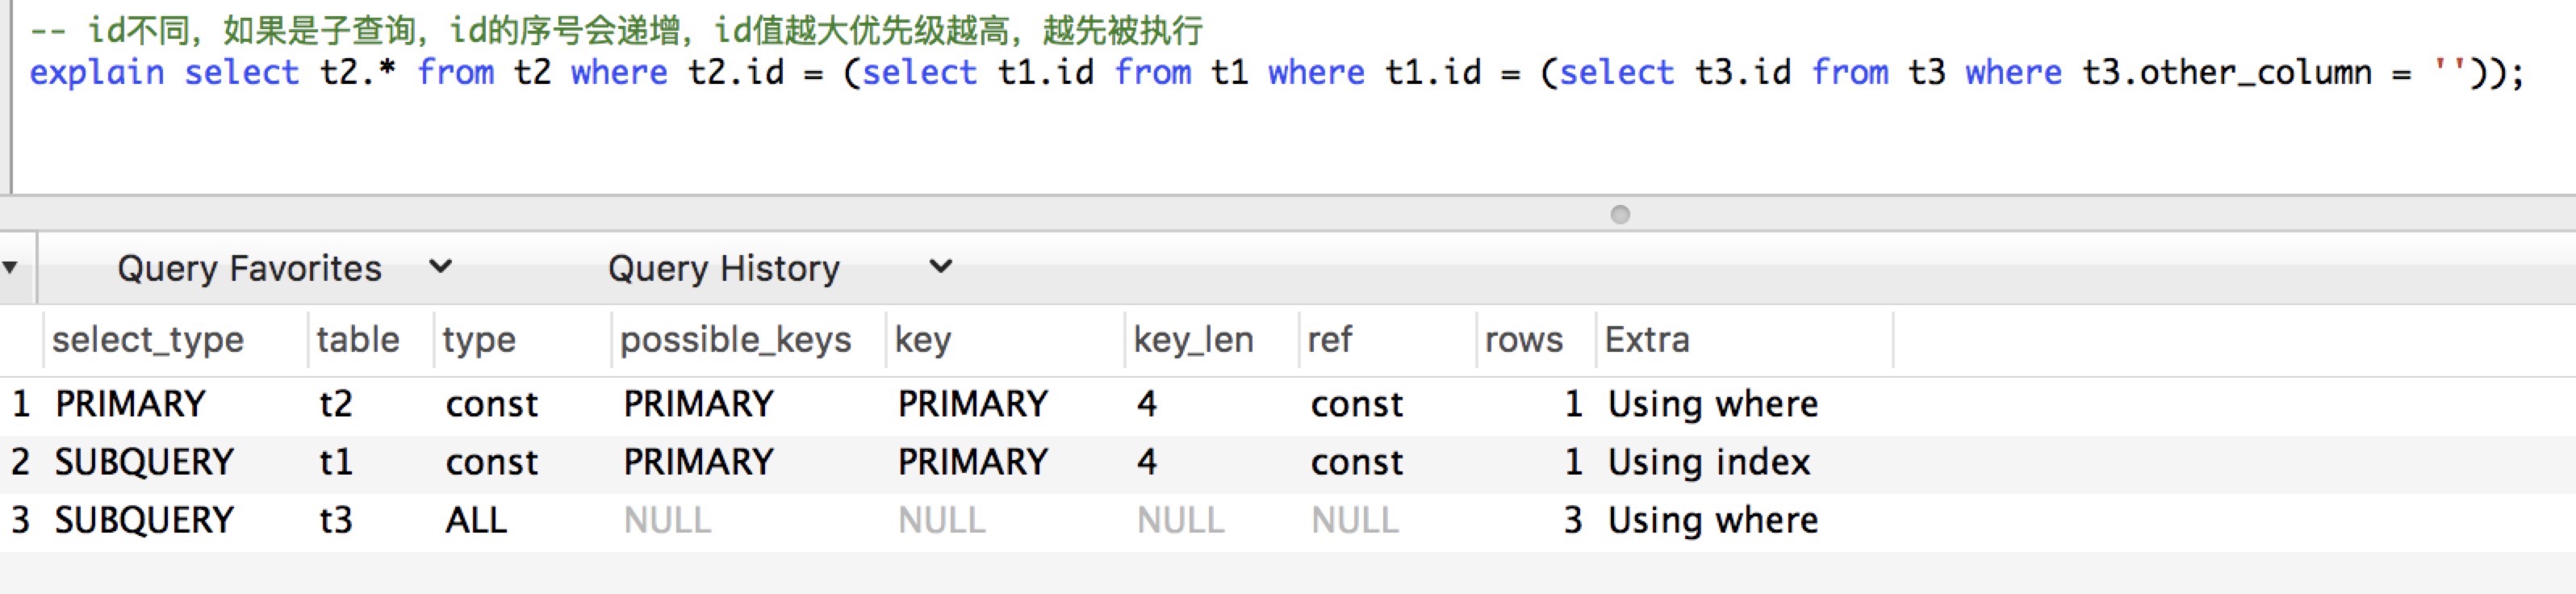 -- id不同，如果是子查询，id的序号会递增，id值越大优先级越高，越先被执行
explain select t2.* from t2 where t2.id = (select t1.id from t1 where t1.id = (select t3.id from t3 where t3.other_column = ''));
Query Favorites Query History
select_type table type possible_keys key key_len ref rows Extra
1 PRIMARY t2 const PRIMARY PRIMARY 4 const 1 Using where
2 SUBQUERY t1 const PRIMARY PRIMARY 4 const 1 Using index
3 SUBQUERY t3 ALL NULL NULL NULL NULL 3 Using where